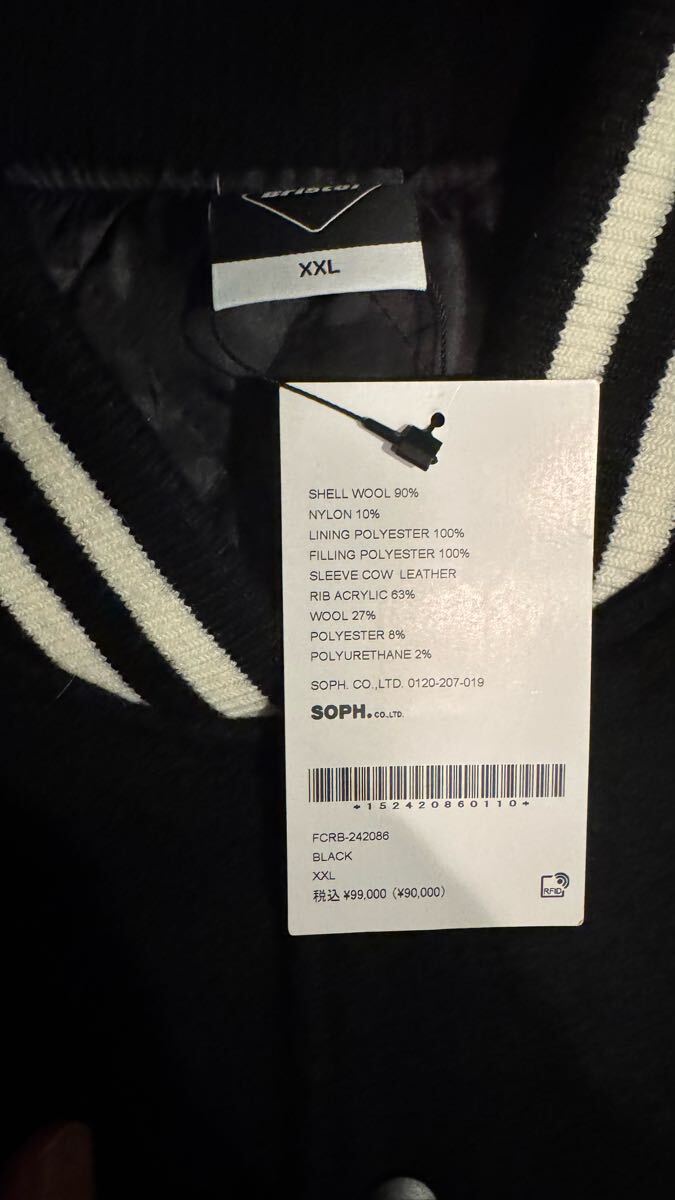 Bristol
XXL
SHELL WOOL 90%
NYLON 10%
LINING POLYESTER 100%
FILLING POLYESTER 100%
SLEEVE COW LEATHER
RIB ACRYLIC 63%
WOOL 27%
POLYESTER 8%
POLYURETHANE 2%
SOPH. CO.,LTD. 0120-207-019
SOPH.CO.,LTD.
*152420860110*
FCRB-242086
BLACK
XXL
税込 ¥99,000 (¥90,000)
RFID